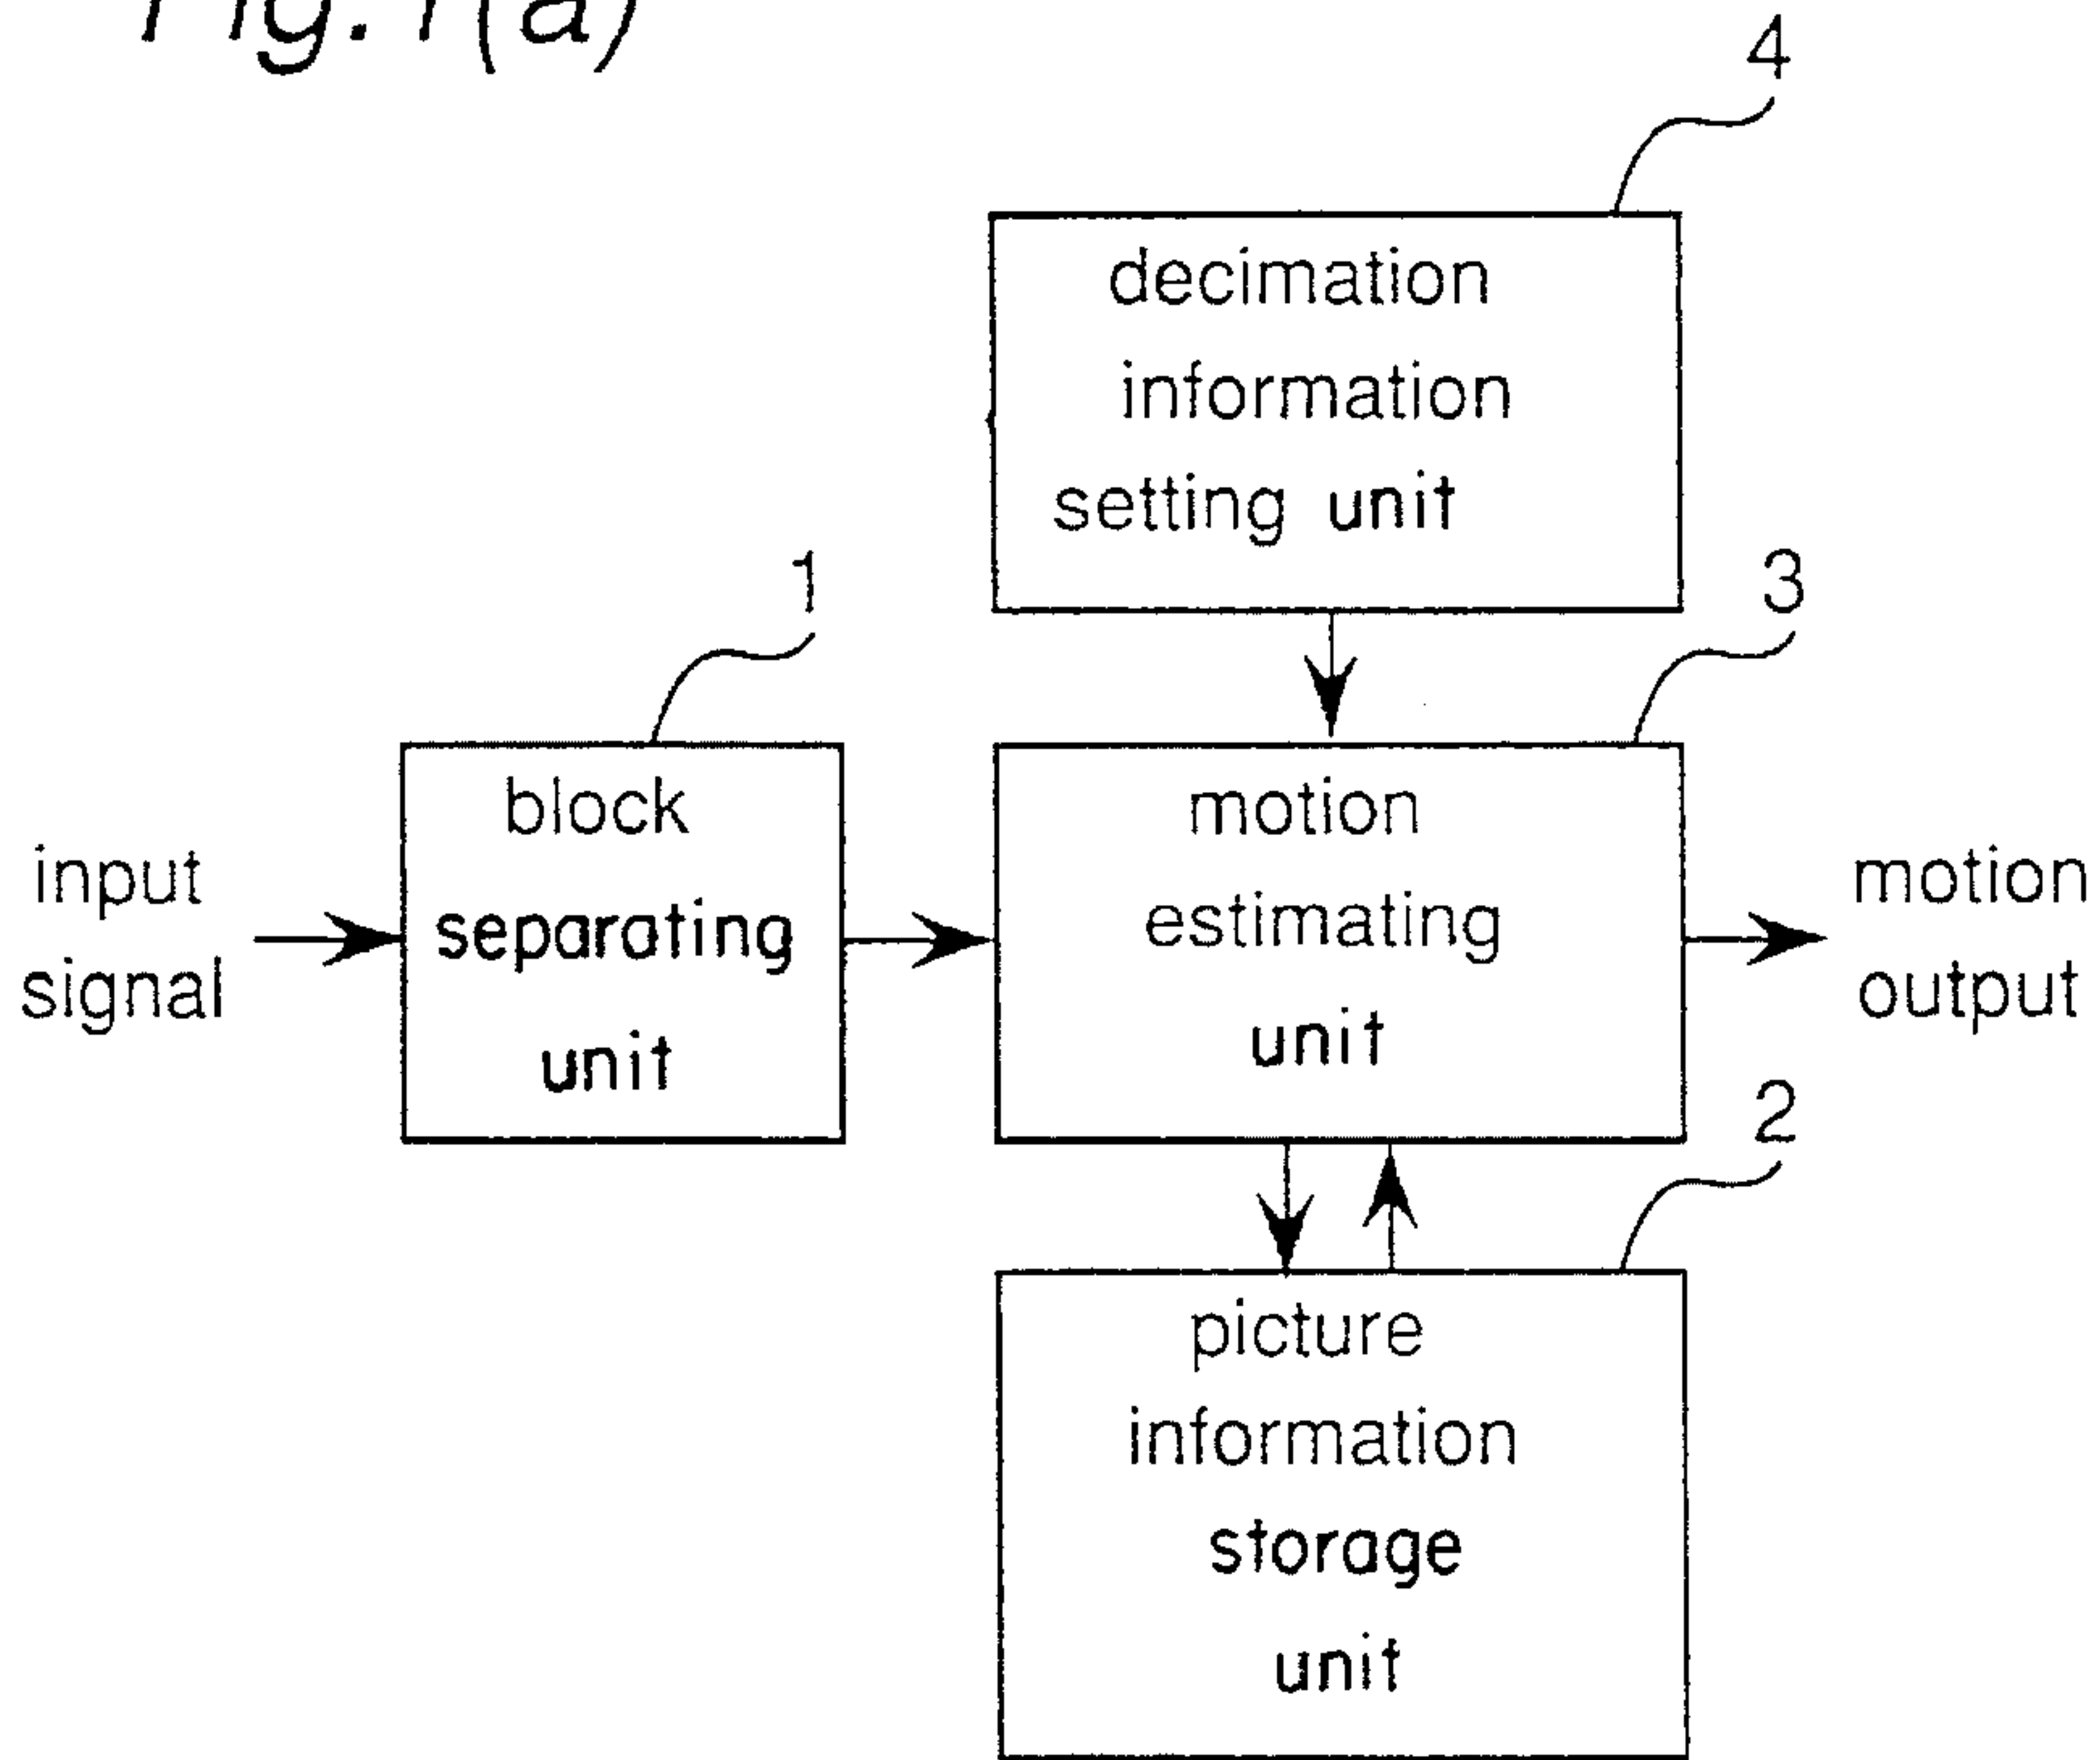 Fig.1(a)
4
decimation
information
setting unit
1
3
block
separating
unit
motion
estimating
unit
input
signal
motion
output
2
picture
information
storage
unit